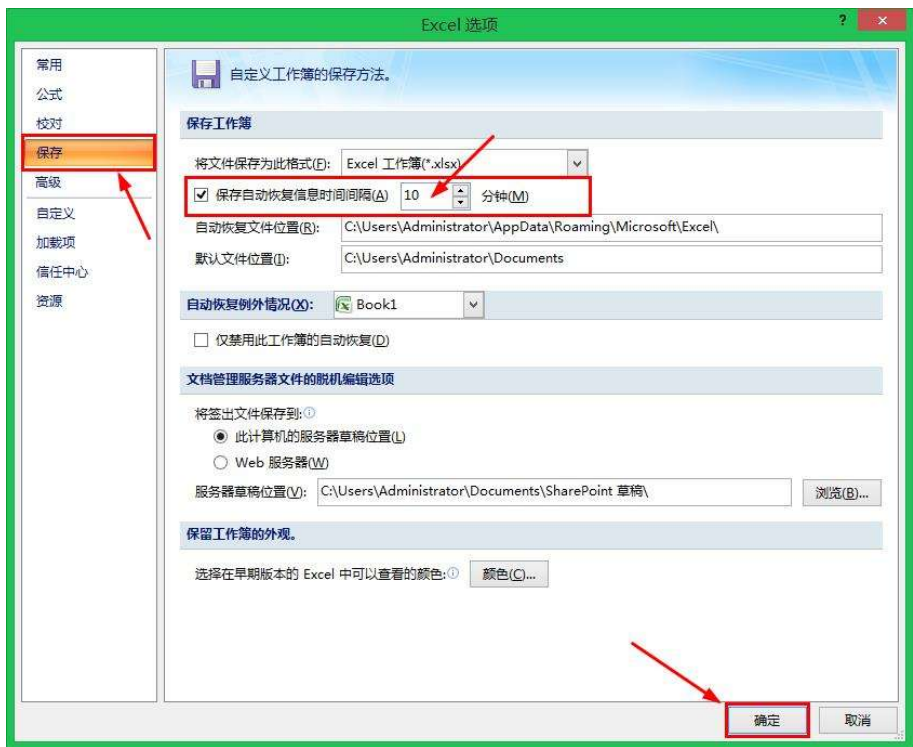 Excel 选项
?
×
常用
公式
校对
保存
高级
自定义
加载项
信任中心
资源
自定义工作簿的保存方法。
保存工作簿
将文件保存为此格式(F): Excel 工作簿(*.xlsx)
保存自动恢复信息时间间隔(A) 10 分钟(M)
自动恢复文件位置(R): C:\Users\Administrator\AppData\Roaming\Microsoft\Excel\
默认文件位置(I): C:\Users\Administrator\Documents
自动恢复例外情况(X): Book1
仅禁用此工作簿的自动恢复(D)
文档管理服务器文件的脱机编辑选项
将签出文件保存到:
此计算机的服务器草稿位置(L)
Web 服务器(W)
服务器草稿位置(V): C:\Users\Administrator\Documents\SharePoint 草稿\ 浏览(B)...
保留工作簿的外观。
选择在早期版本的 Excel 中可以查看的颜色: 颜色(C)...
确定 取消